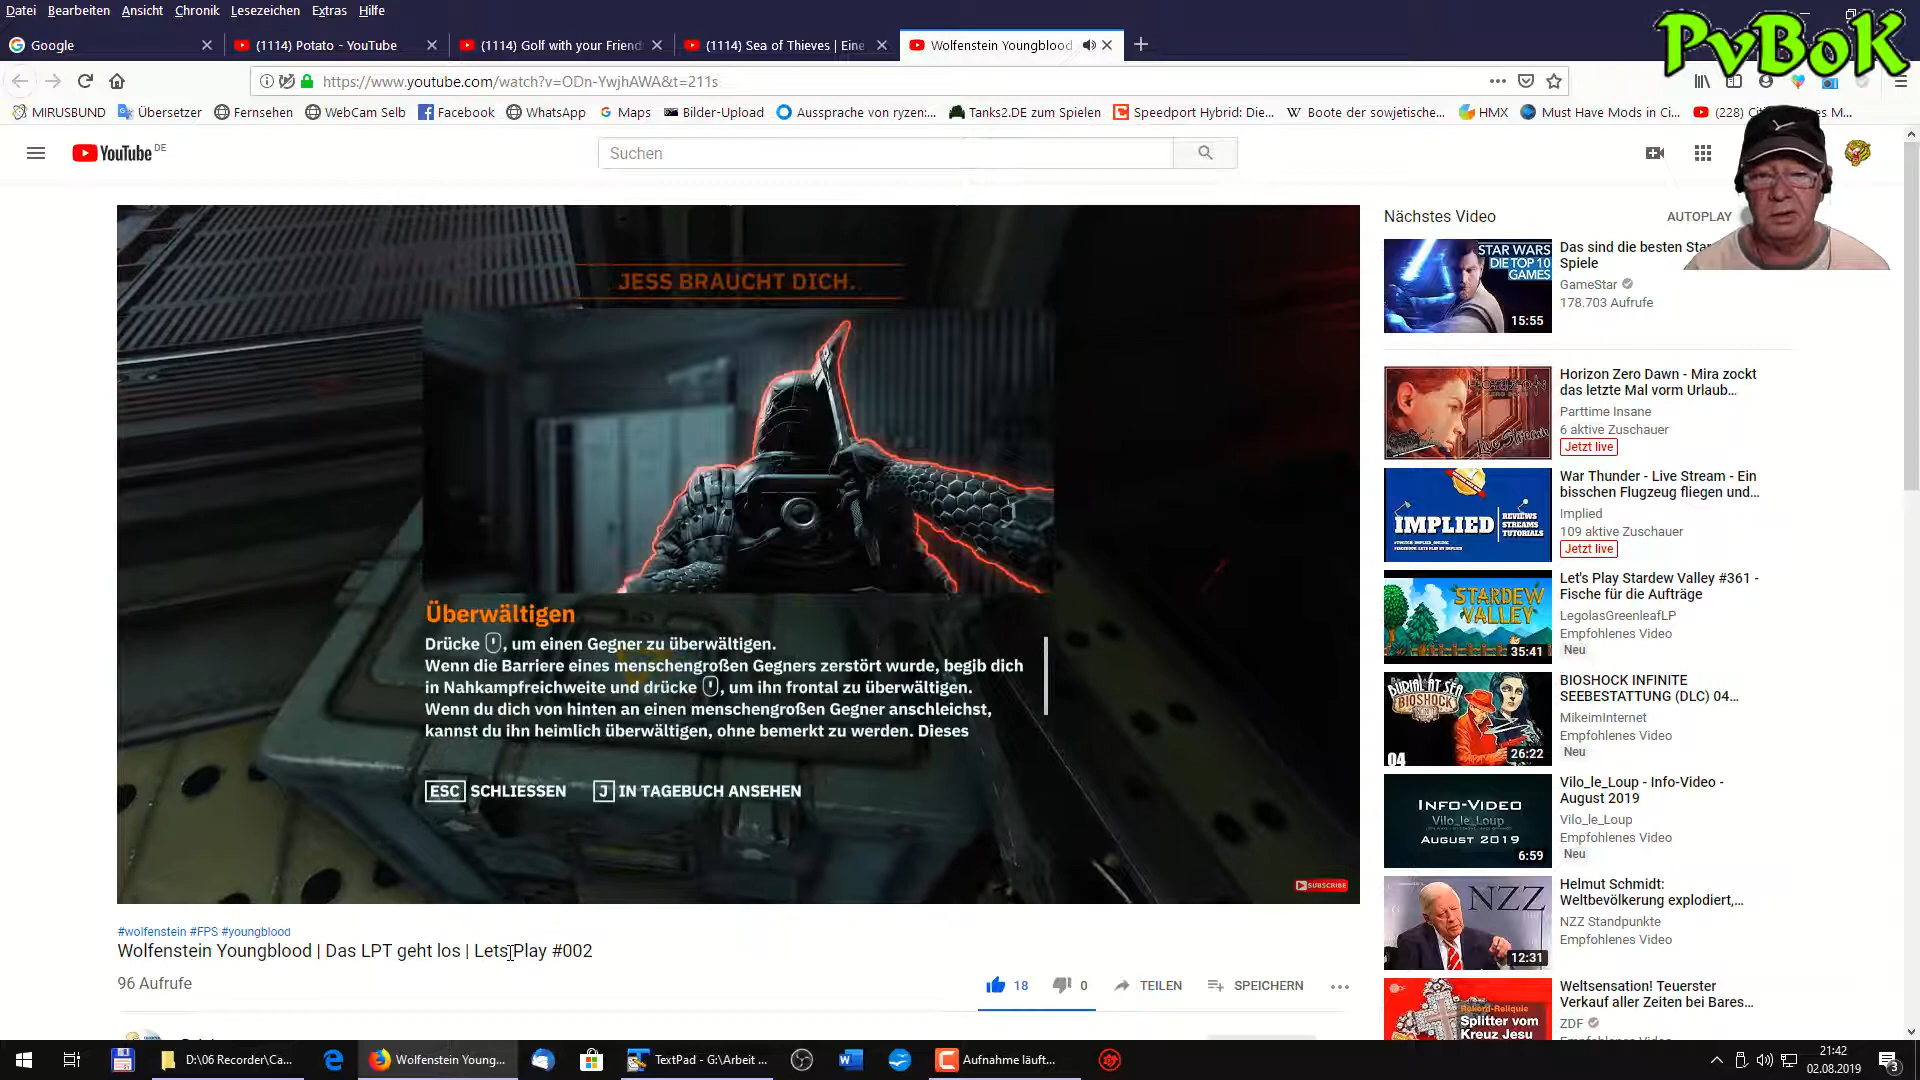 Datei Bearbeiten Ansicht Chronik Lesezeichen Extras Hilfe
PvBoK
Google
(1114) Potato - YouTube
(1114) Golf with your Friend
(1114) Sea of Thieves | Eine
Wolfenstein Youngblood
https://www.youtube.com/watch?v=ODn-YwjhAWA&t=211s
MIRUSBUND Übersetzer Fernsehen WebCam Selb Facebook WhatsApp Maps Bilder-Upload Aussprache von ryzen:... Tanks2.DE zum Spielen Speedport Hybrid: Die... Boote der sowjetische... HMX Must Have Mods in Ci...
YouTube DE
Suchen
JESS BRAUCHT DICH.
Überwältigen
Drücke , um einen Gegner zu überwältigen.
Wenn die Barriere eines menschengroßen Gegners zerstört wurde, begib dich
in Nahkampfreichweite und drücke , um ihn frontal zu überwältigen.
Wenn du dich von hinten an einen menschengroßen Gegner anschleichst,
kannst du ihn heimlich überwältigen, ohne bemerkt zu werden. Dieses
ESC SCHLIESSEN J IN TAGEBUCH ANSEHEN
SUBSCRIBE
#wolfenstein #FPS #youngblood
Wolfenstein Youngblood | Das LPT geht los | Lets Play #002
96 Aufrufe
18 0 TEILEN SPEICHERN
Nächstes Video AUTOPLAY
STAR WARS
DIE TOP 10
GAMES
15:55
Das sind die besten
Spiele
GameStar
178.703 Aufrufe
Live Stream
Horizon Zero Dawn - Mira zockt
das letzte Mal vorm Urlaub...
Parttime Insane
6 aktive Zuschauer
Jetzt live
IMPLIED
REVIEWS
STREAMS
TUTORIALS
War Thunder - Live Stream - Ein
bisschen Flugzeug fliegen und...
Implied
109 aktive Zuschauer
Jetzt live
STARDEW
VALLEY
35:41
Let's Play Stardew Valley #361 -
Fische für die Aufträge
LegolasGreenleafLP
Empfohlenes Video
Neu
BURIAL AT SEA
BIOSHOCK
04
26:22
BIOSHOCK INFINITE
SEEBESTATTUNG (DLC) 04...
MikeimInternet
Empfohlenes Video
Neu
INFO-VIDEO
Vilo_le_Loup
AUGUST 2019
6:59
Vilo_le_Loup - Info-Video -
August 2019
Vilo_le_Loup
Empfohlenes Video
Neu
NZZ
12:31
Helmut Schmidt:
Weltbevölkerung explodiert,...
NZZ Standpunkte
Empfohlenes Video
Rekord-Reliquie
Splitter vom
Kreuz Jesu
Weltsensation! Teuerster
Verkauf aller Zeiten bei Bares...
ZDF
D:\06 Recorder\Ca...
Wolfenstein Young...
TextPad - G:\Arbeit ...
Aufnahme läuft...
21:42
02.08.2019
3